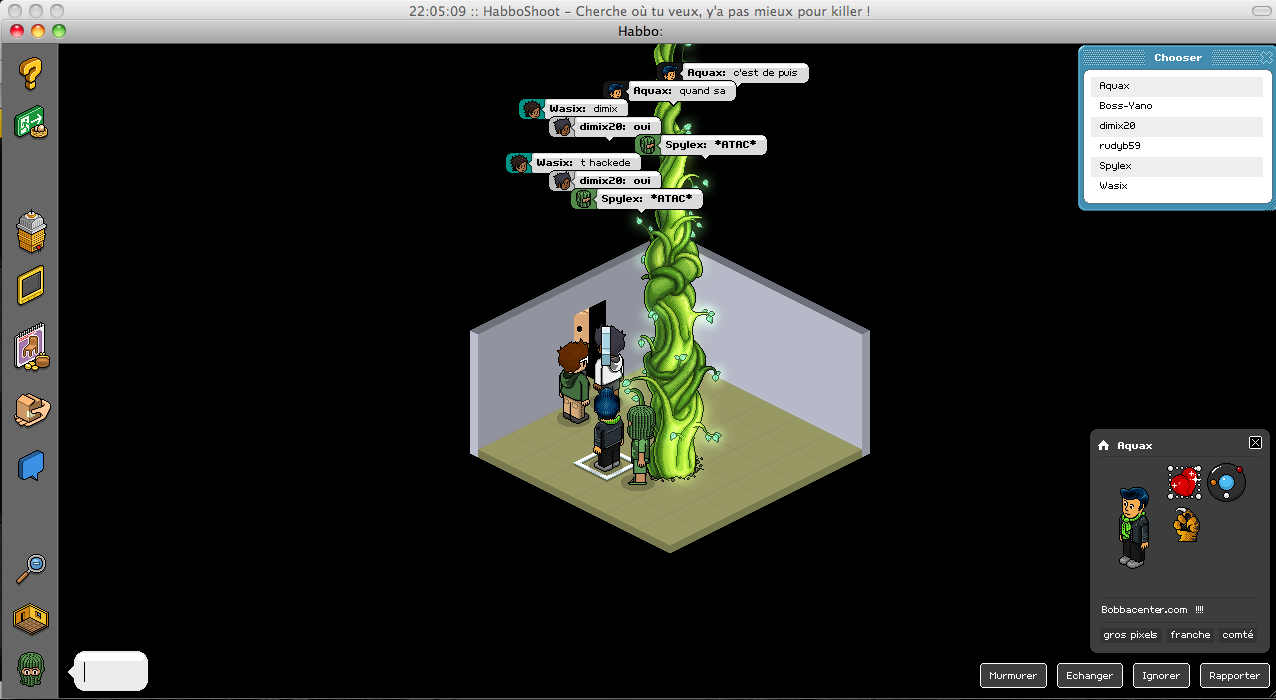 22:05:09 :: HabboShoot – Cherche où tu veux, y'a pas mieux pour killer !
Habbo:
Aquax: c'est de puis
Aquax: quand sa
Wasix: dimix
dimix20: oui
Spylex: *ATAC*
Wasix: t hackede
dimix20: oui
Spylex: *ATAC*
Chooser
Aquax
Boss-Yano
dimix20
rudyb59
Spylex
Wasix
Aquax
Bobbacenter.com !!!!
gros pixels franche comté
Murmurer Echanger Ignorer Rapporter